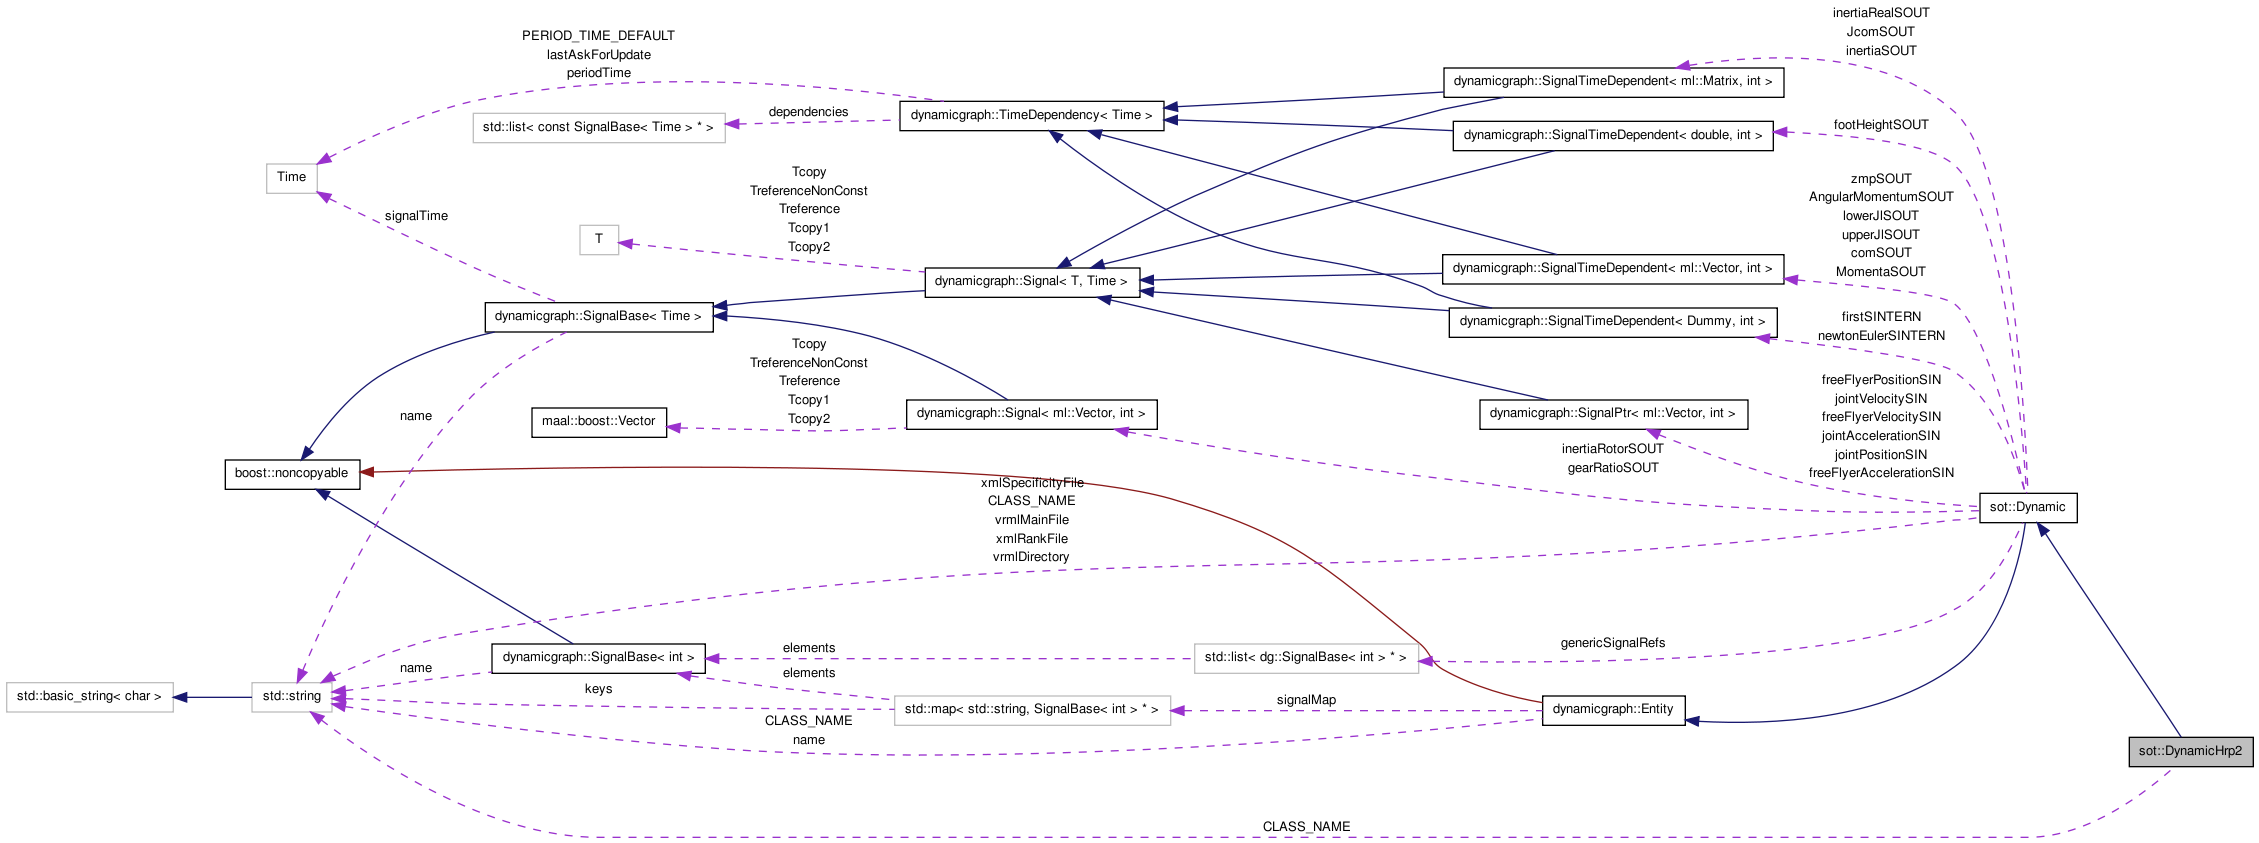 inertiaRealSOUT
JcomSOUT
inertiaSOUT
PERIOD_TIME_DEFAULT
lastAskForUpdate
periodTime
dynamicgraph::SignalTimeDependent< ml::Matrix, int >
dependencies
dynamicgraph::TimeDependency< Time >
std::list< const SignalBase< Time > * >
footHeightSOUT
dynamicgraph::SignalTimeDependent< double, int >
Time
Tcopy
TreferenceNonConst
Treference
Tcopy1
Tcopy2
zmpSOUT
AngularMomentumSOUT
lowerJlSOUT
upperJlSOUT
comSOUT
MomentaSOUT
signalTime
T
dynamicgraph::SignalTimeDependent< ml::Vector, int >
dynamicgraph::Signal< T, Time >
dynamicgraph::SignalBase< Time >
dynamicgraph::SignalTimeDependent< Dummy, int >
firstSINTERN
newtonEulerSINTERN
Tcopy
TreferenceNonConst
Treference
Tcopy1
Tcopy2
freeFlyerPositionSIN
jointVelocitySIN
freeFlyerVelocitySIN
jointAccelerationSIN
jointPositionSIN
freeFlyerAccelerationSIN
name
maal::boost::Vector
dynamicgraph::Signal< ml::Vector, int >
dynamicgraph::SignalPtr< ml::Vector, int >
inertiaRotorSOUT
gearRatioSOUT
boost::noncopyable
xmlSpecificityFile
CLASS_NAME
vrmlMainFile
xmlRankFile
vrmlDirectory
sot::Dynamic
genericSignalRefs
elements
dynamicgraph::SignalBase< int >
std::list< dg::SignalBase< int > * >
name
elements
keys
std::basic_string< char >
std::string
signalMap
std::map< std::string, SignalBase< int > * >
dynamicgraph::Entity
CLASS_NAME
name
sot::DynamicHrp2
CLASS_NAME